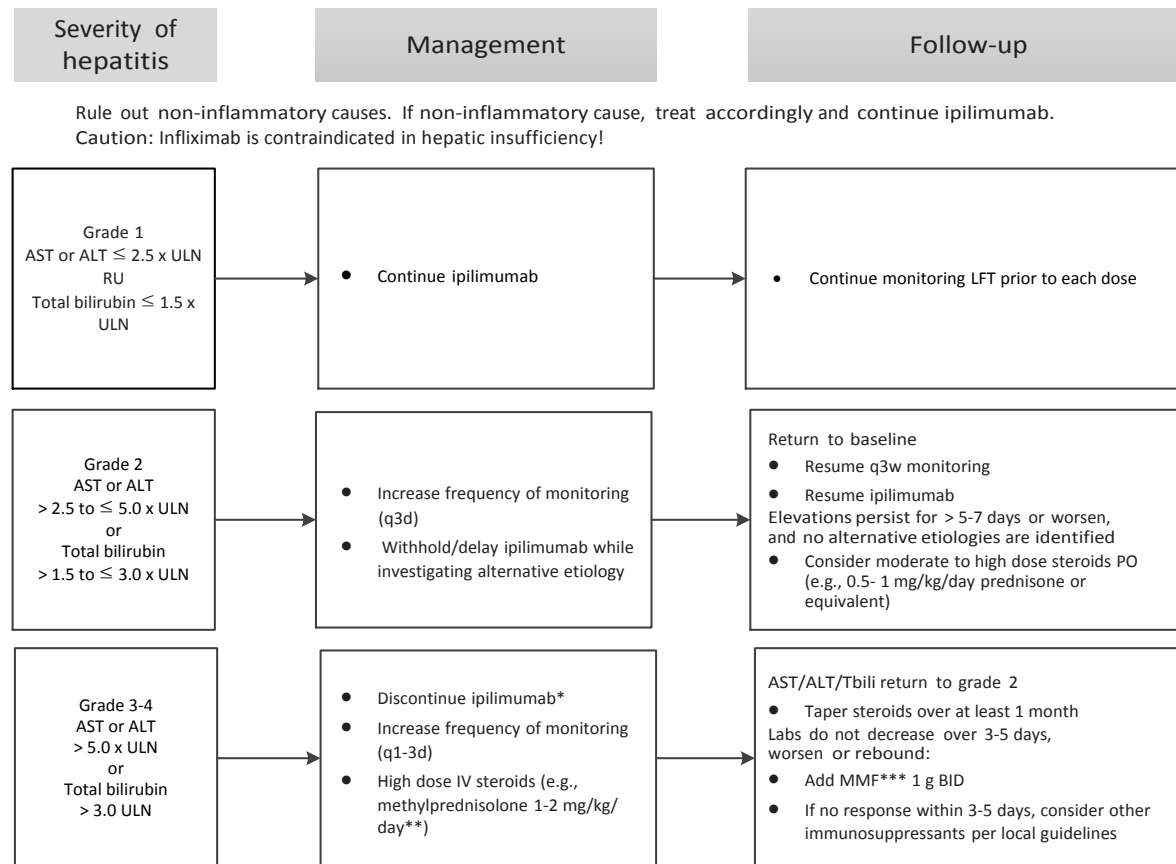 Severity of
hepatitis
Management
Follow-up
Rule out non-inflammatory causes. If non-inflammatory cause, treat accordingly and continue ipilimumab.
Caution: Infliximab is contraindicated in hepatic insufficiency!
Grade 1
AST or ALT ≤ 2.5 x ULN
RU
Total bilirubin ≤ 1.5 x
ULN
● Continue ipilimumab
● Continue monitoring LFT prior to each dose
Grade 2
AST or ALT
> 2.5 to ≤ 5.0 x ULN
or
Total bilirubin
> 1.5 to ≤ 3.0 x ULN
● Increase frequency of monitoring
(q3d)
● Withhold/delay ipilimumab while
investigating alternative etiology
Return to baseline
● Resume q3w monitoring
● Resume ipilimumab
Elevations persist for > 5-7 days or worsen,
and no alternative etiologies are identified
● Consider moderate to high dose steroids PO
(e.g., 0.5- 1 mg/kg/day prednisone or
equivalent)
Grade 3-4
AST or ALT
> 5.0 x ULN
or
Total bilirubin
> 3.0 ULN
● Discontinue ipilimumab*
● Increase frequency of monitoring
(q1-3d)
● High dose IV steroids (e.g.,
methylprednisolone 1-2 mg/kg/
day**)
AST/ALT/Tbili return to grade 2
● Taper steroids over at least 1 month
Labs do not decrease over 3-5 days,
worsen or rebound:
● Add MMF*** 1 g BID
● If no response within 3-5 days, consider other
immunosuppressants per local guidelines